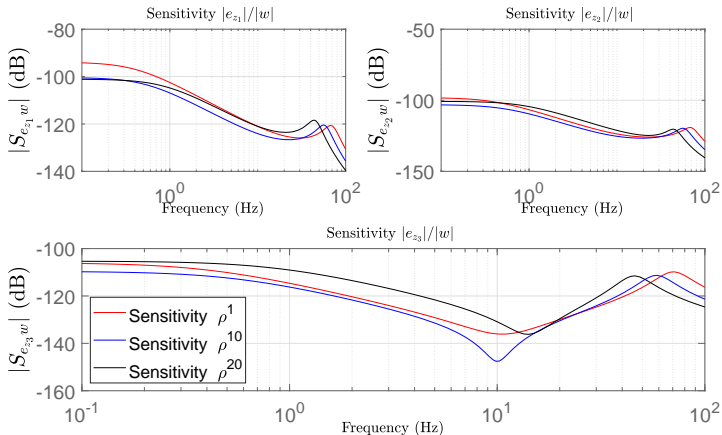 Sensitivity |e_{z_1}|/|w|
|S_{e_{z_1} w}| (dB)
-80
-100
-120
-140
10^0
10^2
Frequency (Hz)
Sensitivity |e_{z_2}|/|w|
|S_{e_{z_2} w}| (dB)
-50
-100
-150
10^0
10^2
Frequency (Hz)
Sensitivity |e_{z_3}|/|w|
|S_{e_{z_3} w}| (dB)
-100
-120
-140
-160
Sensitivity ρ^1
Sensitivity ρ^{10}
Sensitivity ρ^{20}
10^{-1}
10^0
10^1
10^2
Frequency (Hz)